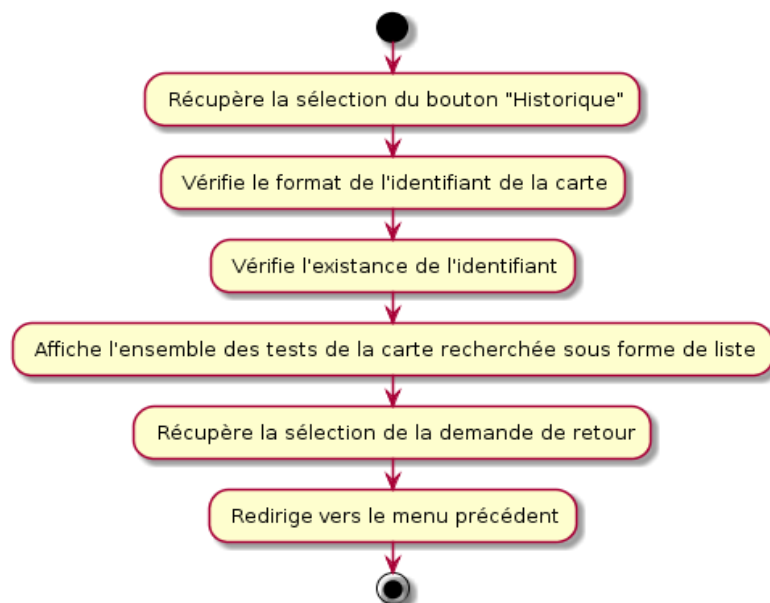 Récupère la sélection du bouton "Historique"
Vérifie le format de l'identifiant de la carte
Vérifie l'existance de l'identifiant
Affiche l'ensemble des tests de la carte recherchée sous forme de liste
Récupère la sélection de la demande de retour
Redirige vers le menu précédent